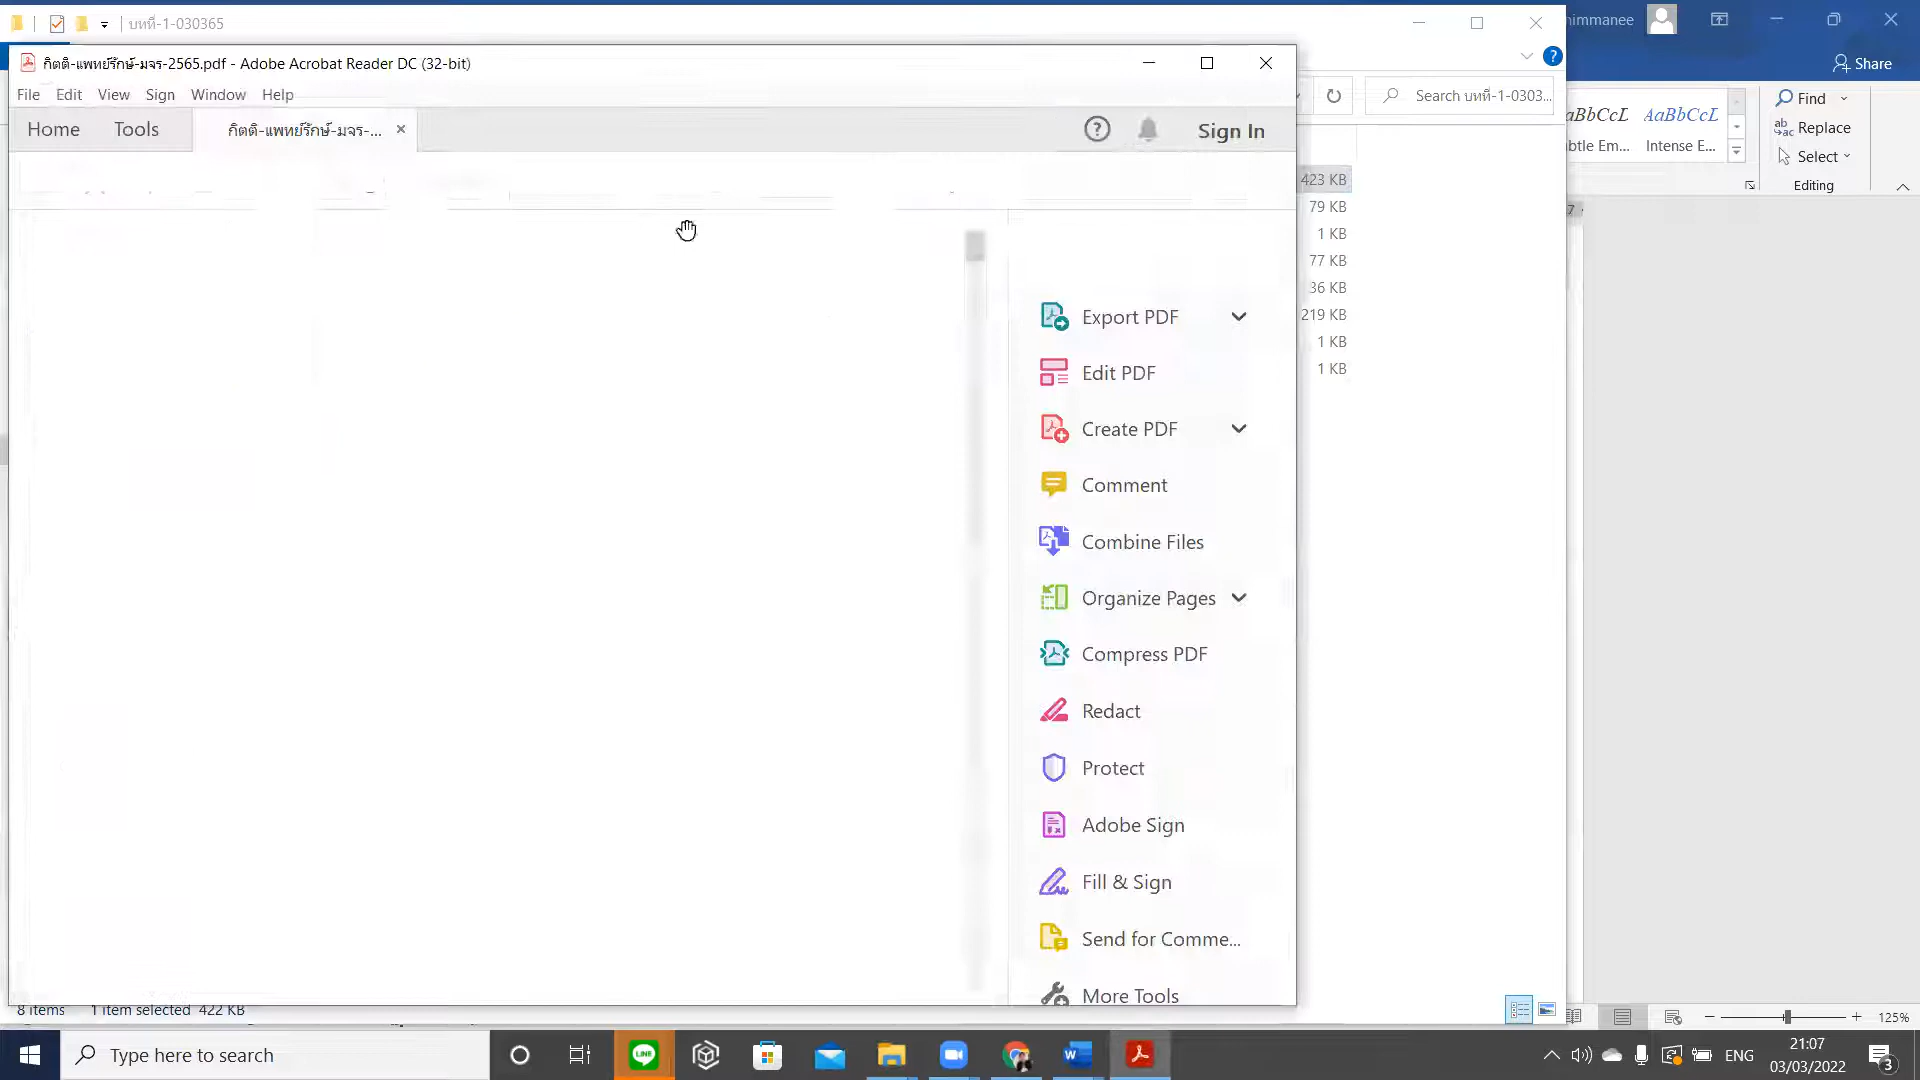 บทที่-1-030365
himmanee
กิตติ-แพทย์รักษ์-มจร-2565.pdf - Adobe Acrobat Reader DC (32-bit)
Share
File Edit View Sign Window Help
Search บทที่-1-0303...
AaBbCcL
Find
Home Tools กิตติ-แพทย์รักษ์-มจร-... Sign In
Replace
btle Em... Intense E...
Select
Editing
423 KB
79 KB
1 KB
77 KB
36 KB
219 KB
1 KB
1 KB
Export PDF
Edit PDF
Create PDF
Comment
Combine Files
Organize Pages
Compress PDF
Redact
Protect
Adobe Sign
Fill & Sign
Send for Comme...
More Tools
8 items 1 item selected 422 KB
125%
Type here to search
LINE
ENG
21:07
03/03/2022
3